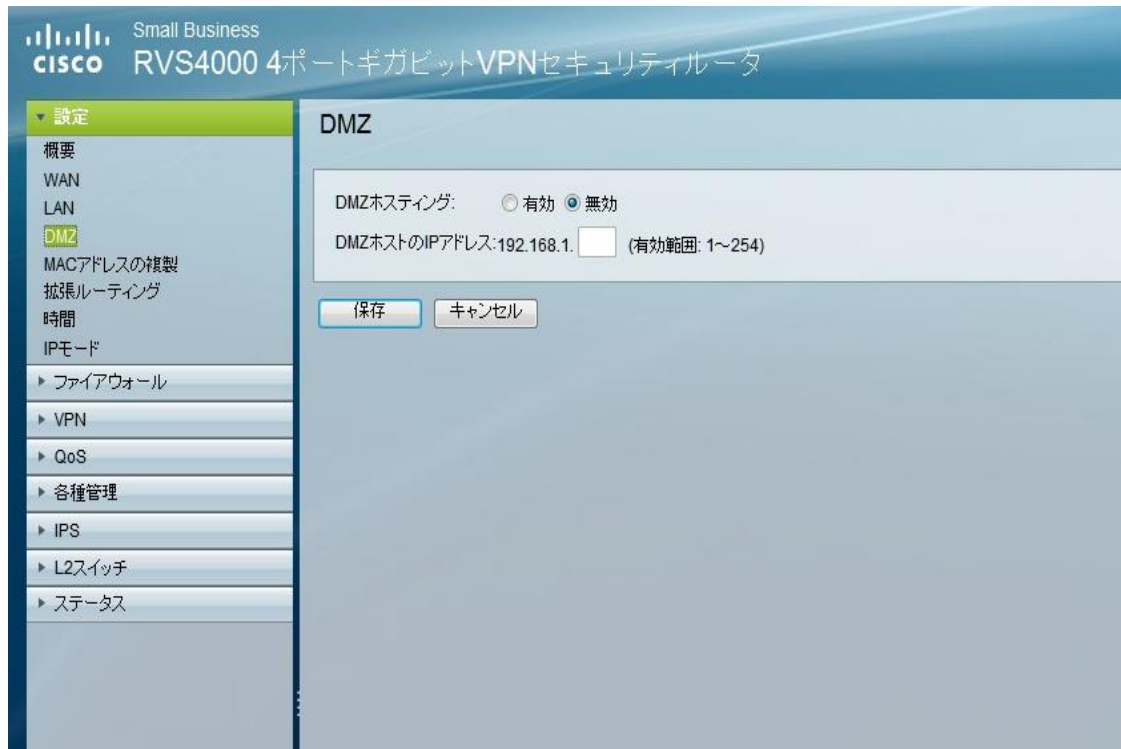 Small Business
CISCO RVS4000 4ポートギガビットVPNセキュリティルータ
設定
概要
WAN
LAN
DMZ
MACアドレスの複製
拡張ルーティング
時間
IPモード
ファイアウォール
VPN
QoS
各種管理
IPS
L2スイッチ
ステータス
DMZ
DMZホスティング: 有効 無効
DMZホストのIPアドレス:192.168.1. (有効範囲: 1～254)
保存 キャンセル